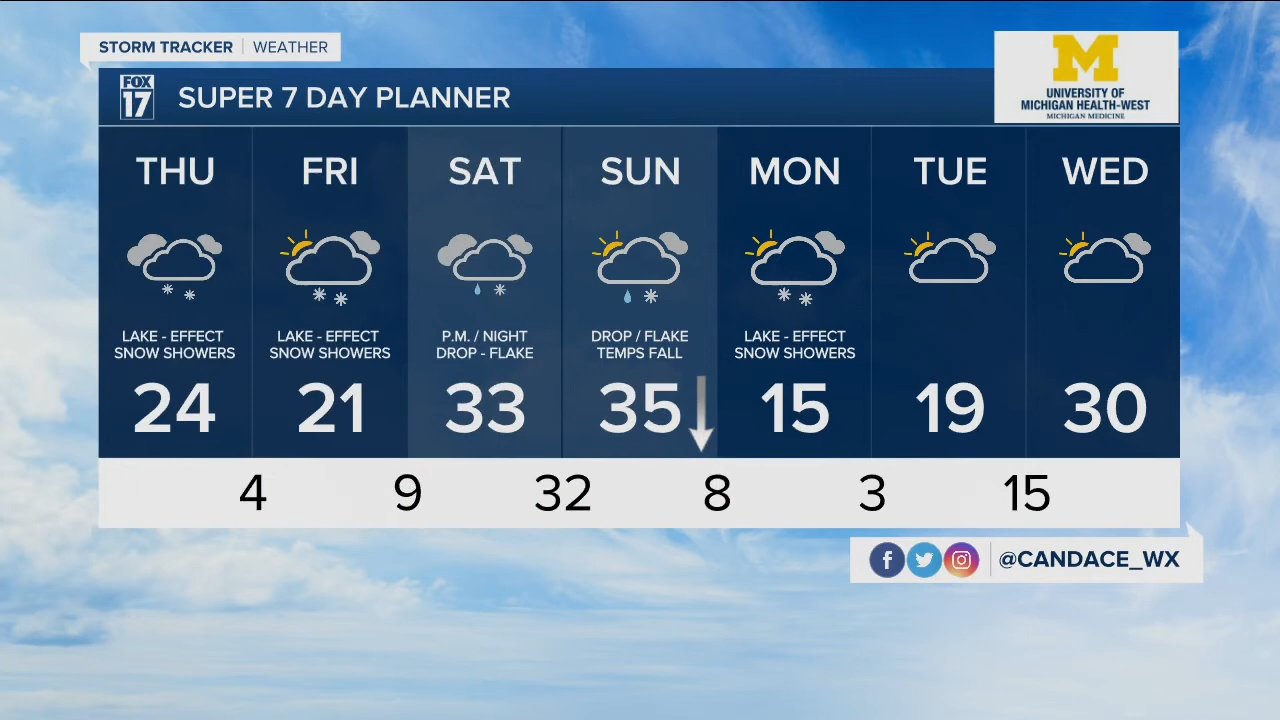 STORM TRACKER | WEATHER
FOX
17
SUPER 7 DAY PLANNER
M
UNIVERSITY OF
MICHIGAN HEALTH-WEST
MICHIGAN MEDICINE
THU FRI SAT SUN MON TUE WED
LAKE - EFFECT LAKE - EFFECT P.M. / NIGHT DROP / FLAKE LAKE - EFFECT
SNOW SHOWERS SNOW SHOWERS DROP - FLAKE TEMPS FALL SNOW SHOWERS
24 21 33 35 15 19 30
4 9 32 8 3 15
@CANDACE_WX